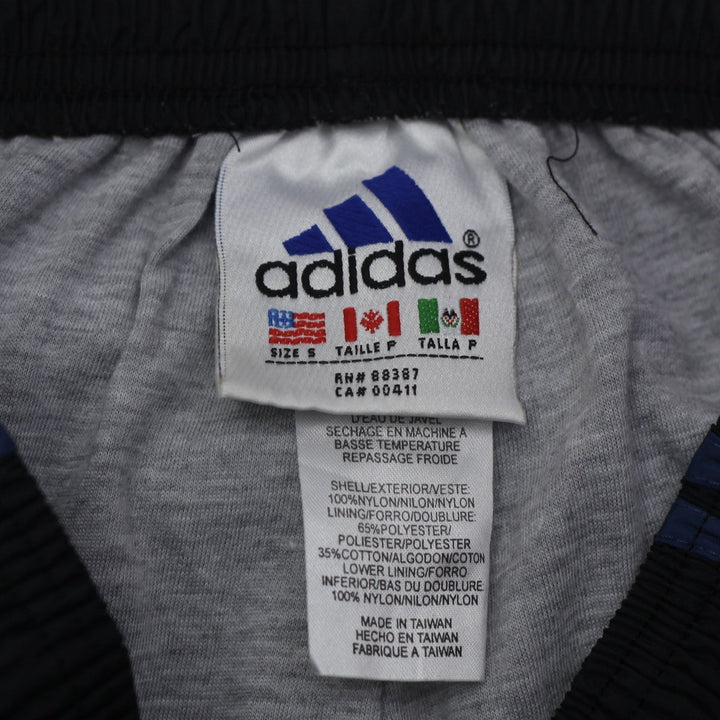 adidas®
SIZE S TAILLE P TALLA P
RN# 88387
CA# 00411
D'EAU DE JAVEL
SECHAGE EN MACHINE A
BASSE TEMPERATURE
REPASSAGE FROIDE
SHELL/EXTERIOR/VESTE:
100%NYLON/NILON/NYLON
LINING/FORRO/DOUBLURE:
65%POLYESTER/
POLIESTER/POLYESTER
35%COTTON/ALGODON/COTON
LOWER LINING/FORRO
INFERIOR/BAS DU DOUBLURE
100% NYLON/NILON/NYLON
MADE IN TAIWAN
HECHO EN TAIWAN
FABRIQUE A TAIWAN